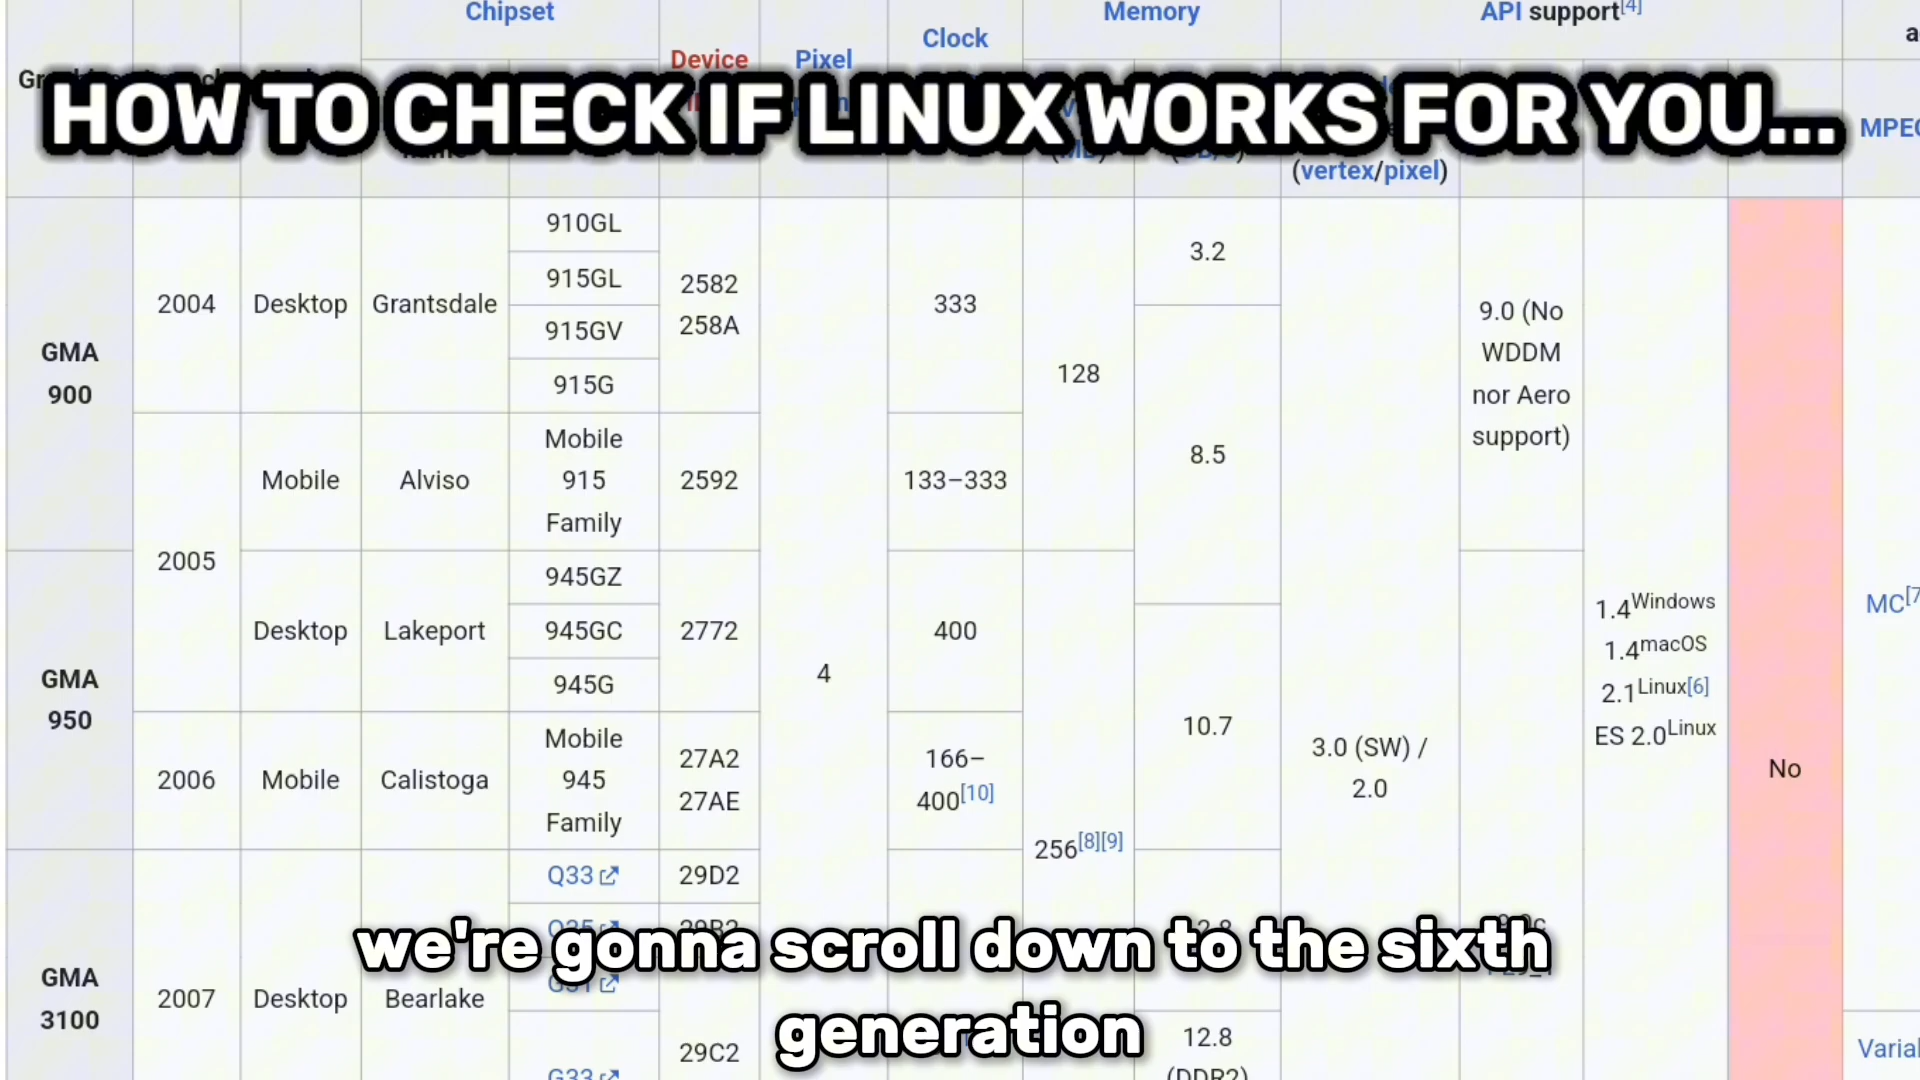 Chipset
Memory
API support[4]
Clock
Device
Pixel
HOW TO CHECK IF LINUX WORKS FOR YOU...
MPEG
(vertex/pixel)
GMA 900
2004
Desktop
Grantsdale
910GL
915GL
915GV
915G
2582
258A
333
128
3.2
8.5
9.0 (No WDDM nor Aero support)
2005
Mobile
Alviso
Mobile 915 Family
2592
133–333
GMA 950
Desktop
Lakeport
945GZ
945GC
945G
2772
400
4
10.7
1.4Windows
1.4macOS
2.1Linux[6]
ES 2.0Linux
MC[7
No
2006
Mobile
Calistoga
Mobile 945 Family
27A2
27AE
166–400[10]
256[8][9]
3.0 (SW) / 2.0
GMA 3100
2007
Desktop
Bearlake
Q33
29D2
we're gonna scroll down to the sixth
generation
29C2
G33
12.8
(DDR2)